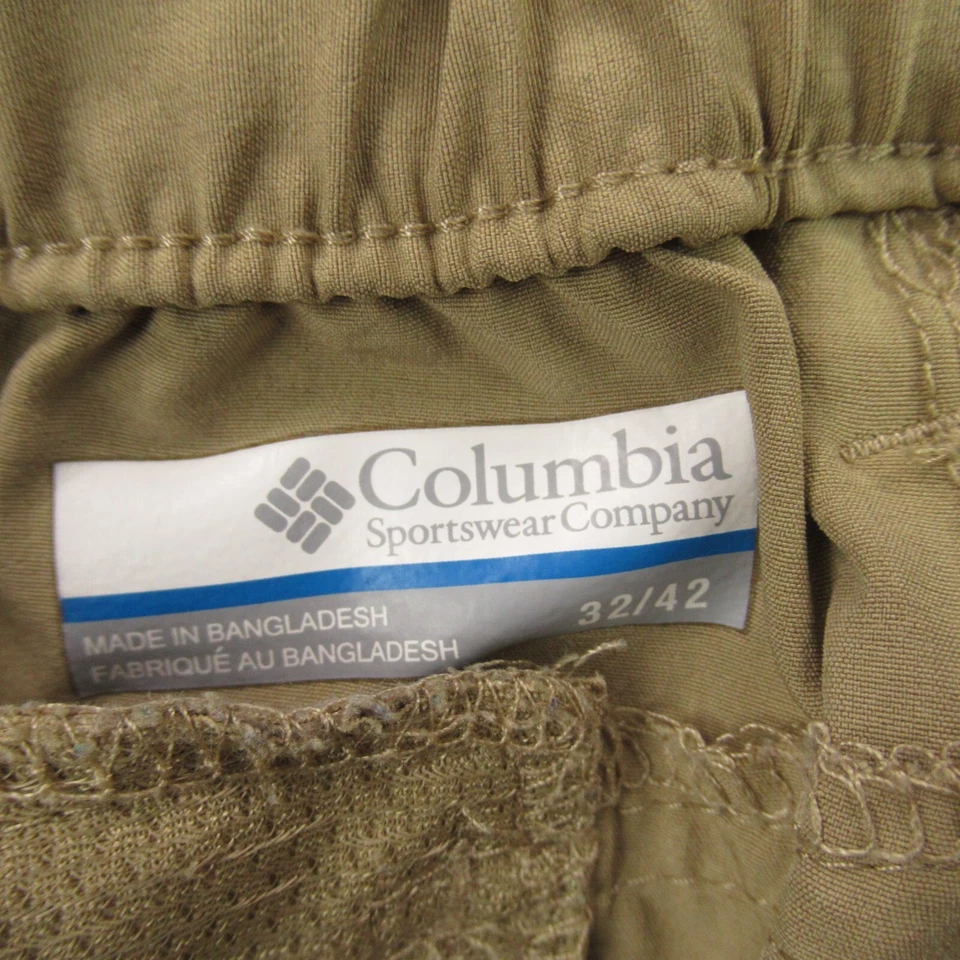 Columbia
Sportswear Company
32/42
MADE IN BANGLADESH
FABRIQUÉ AU BANGLADESH